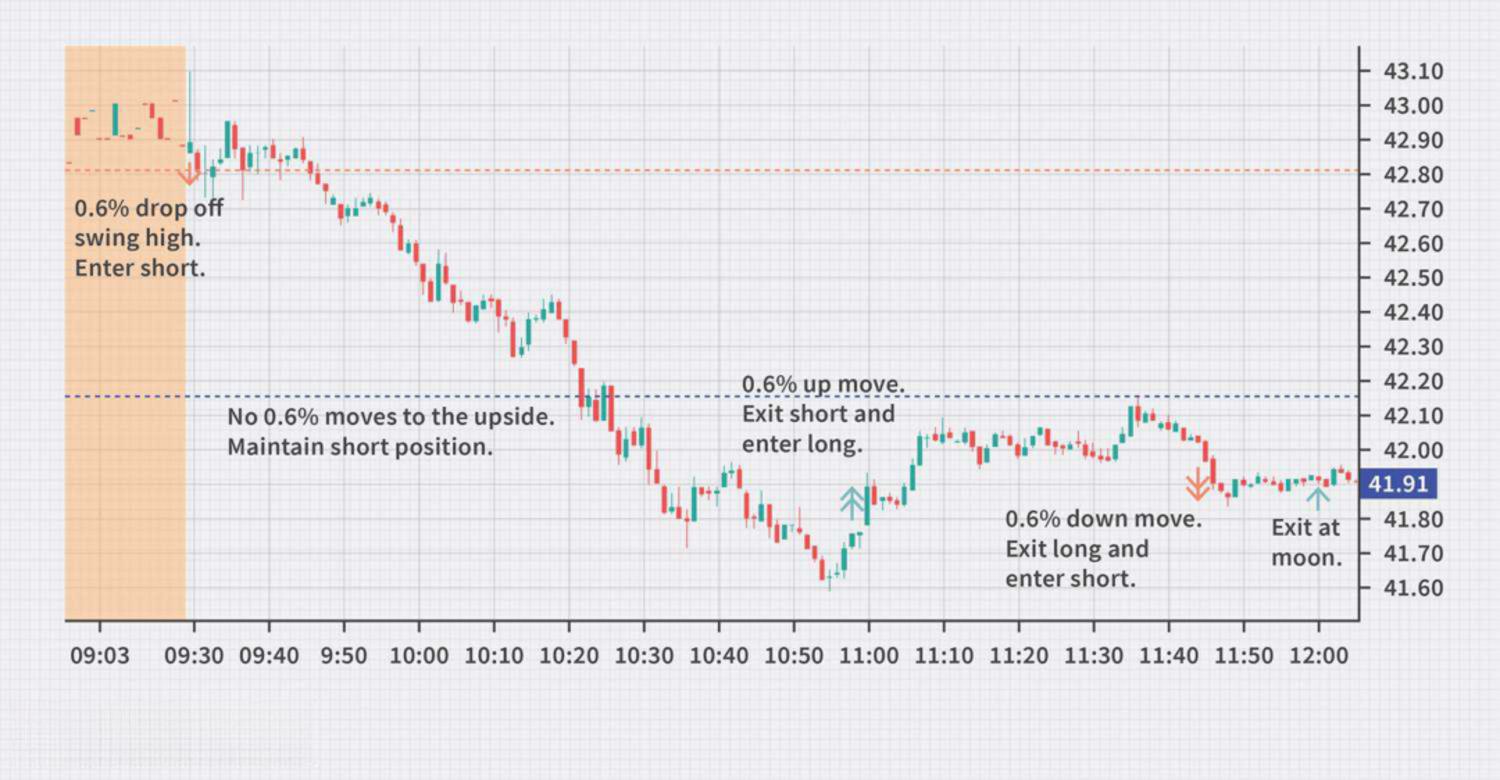 43.10
43.00
42.90
42.80
42.70
42.60
42.50
42.40
42.30
42.20
42.10
42.00
41.91
41.80
41.70
41.60
0.6% drop off
swing high.
Enter short.
No 0.6% moves to the upside.
Maintain short position.
0.6% up move.
Exit short and
enter long.
0.6% down move.
Exit long and
enter short.
Exit at
moon.
09:03 09:30 09:40 9:50 10:00 10:10 10:20 10:30 10:40 10:50 11:00 11:10 11:20 11:30 11:40 11:50 12:00